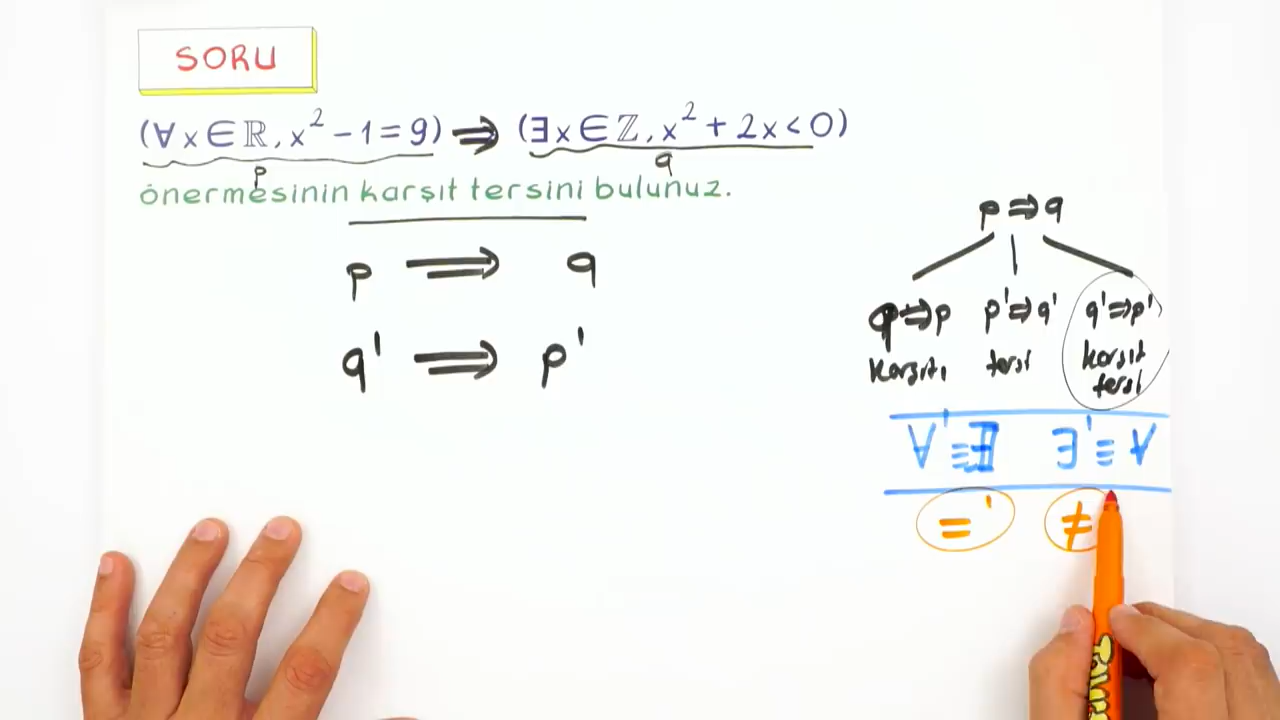 SORU
(∀x∈ℝ, x² - 1 = 9) ⇒ (∃x∈ℤ, x² + 2x < 0)
p q
önermesinin karşıt tersini bulunuz.
p ⇒ q
q' ⇒ p'
p ⇒ q
q ⇒ p p' ⇒ q' q' ⇒ p'
karşıtı tersi karşıt
tersi
∀' ≡ ∃ ∃' ≡ ∀
=' ≠